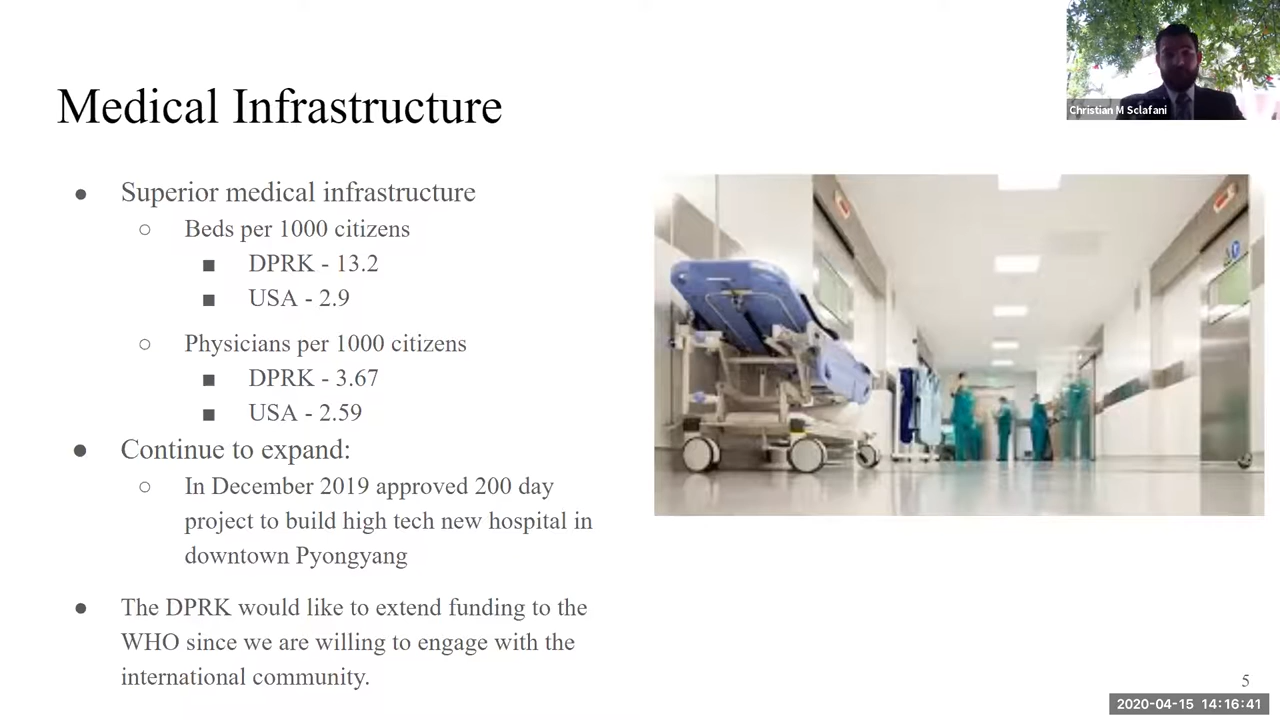 Medical Infrastructure
Christian M Sclafani
● Superior medical infrastructure
○ Beds per 1000 citizens
■ DPRK - 13.2
■ USA - 2.9
○ Physicians per 1000 citizens
■ DPRK - 3.67
■ USA - 2.59
● Continue to expand:
○ In December 2019 approved 200 day
project to build high tech new hospital in
downtown Pyongyang
● The DPRK would like to extend funding to the
WHO since we are willing to engage with the
international community.
5
2020-04-15 14:16:41